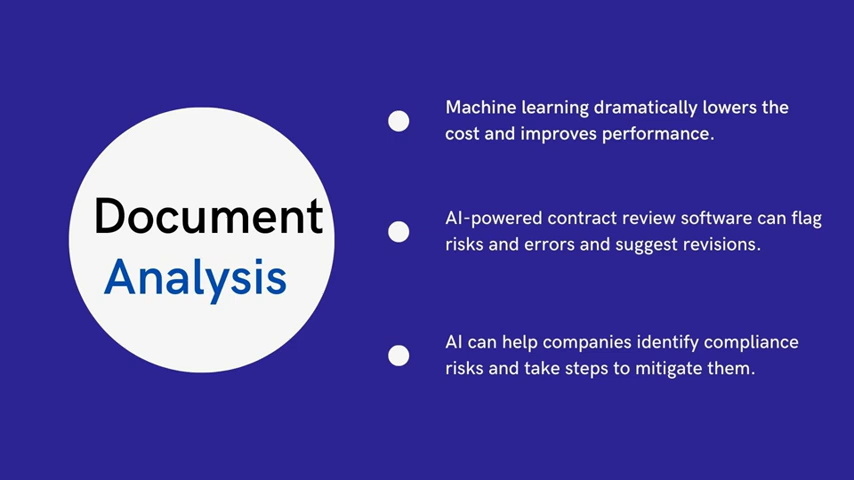 Document
Analysis
Machine learning dramatically lowers the
cost and improves performance.
AI-powered contract review software can flag
risks and errors and suggest revisions.
AI can help companies identify compliance
risks and take steps to mitigate them.